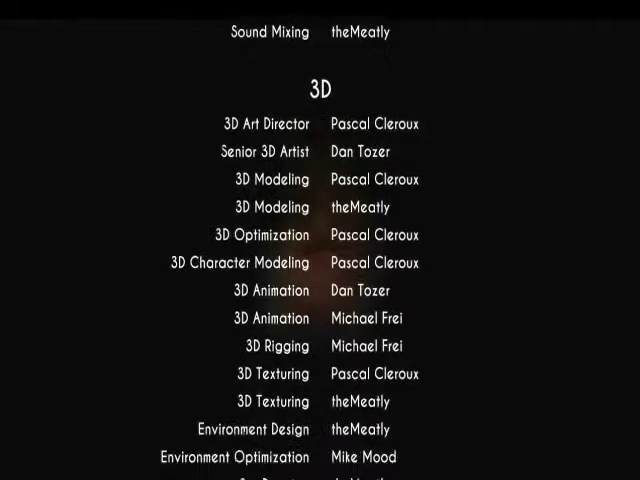 Sound Mixing theMeatly
3D
3D Art Director Pascal Cleroux
Senior 3D Artist Dan Tozer
3D Modeling Pascal Cleroux
3D Modeling theMeatly
3D Optimization Pascal Cleroux
3D Character Modeling Pascal Cleroux
3D Animation Dan Tozer
3D Animation Michael Frei
3D Rigging Michael Frei
3D Texturing Pascal Cleroux
3D Texturing theMeatly
Environment Design theMeatly
Environment Optimization Mike Mood